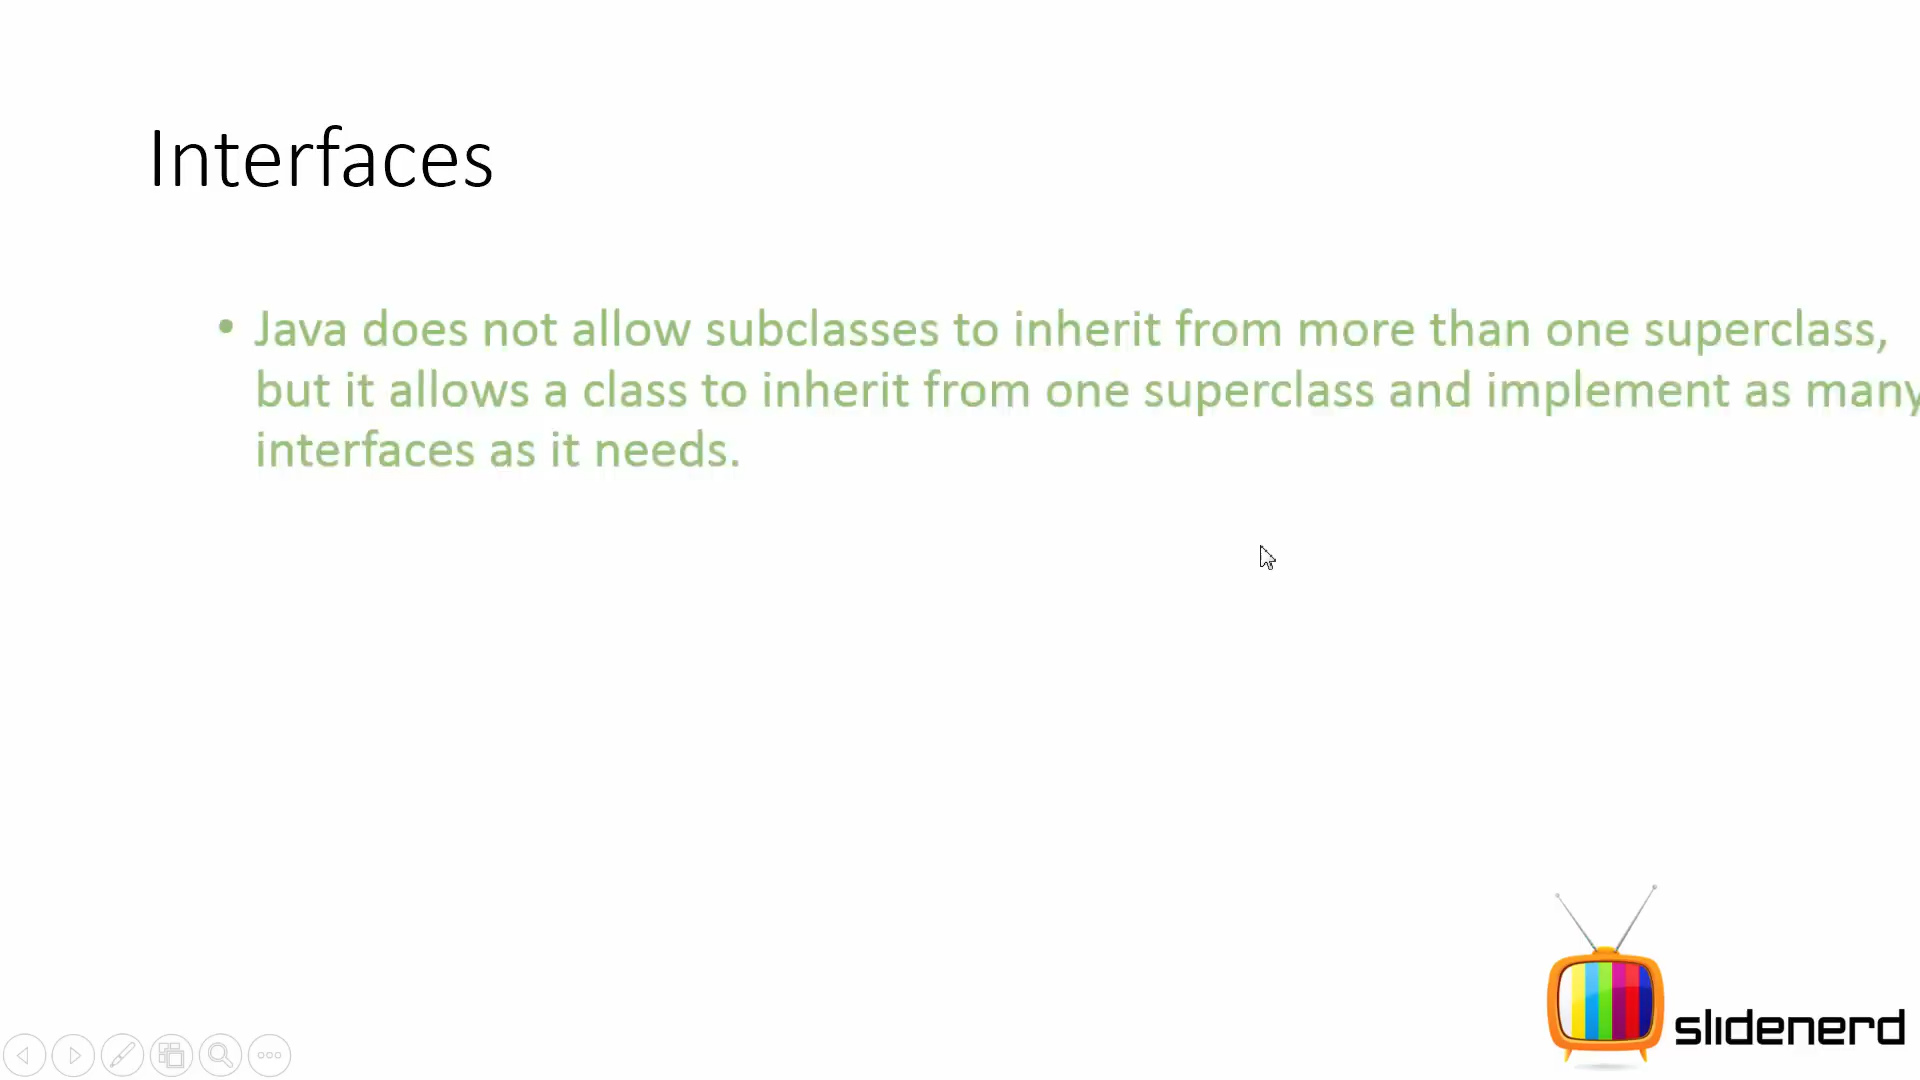 Interfaces
• Java does not allow subclasses to inherit from more than one superclass,
but it allows a class to inherit from one superclass and implement as many
interfaces as it needs.
slidenerd